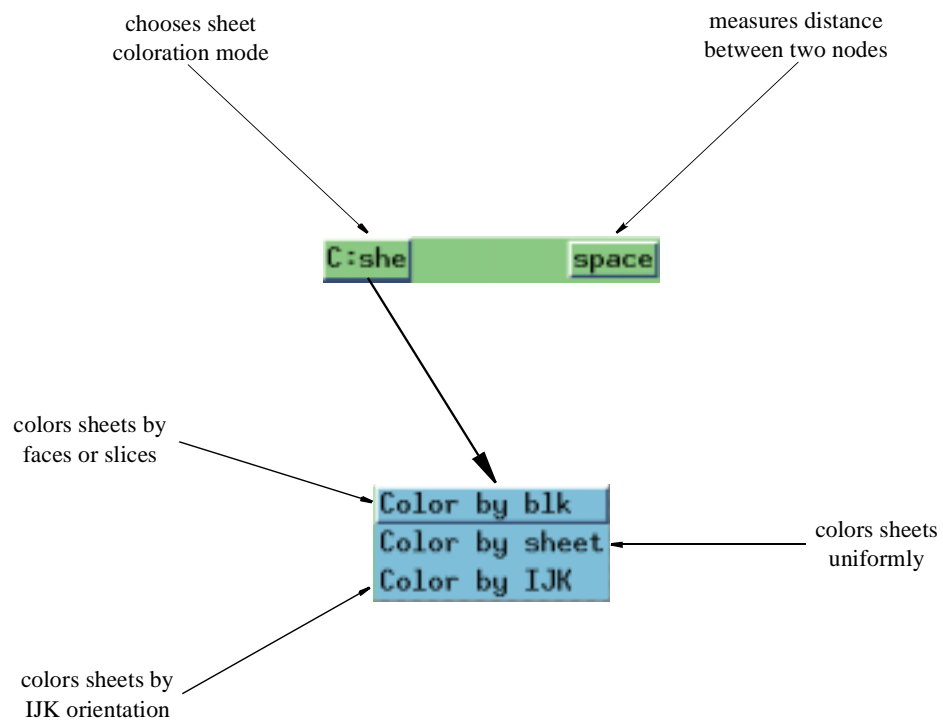 chooses sheet
coloration mode
measures distance
between two nodes
C:she
space
colors sheets by
faces or slices
Color by blk
Color by sheet
Color by IJK
colors sheets
uniformly
colors sheets by
IJK orientation